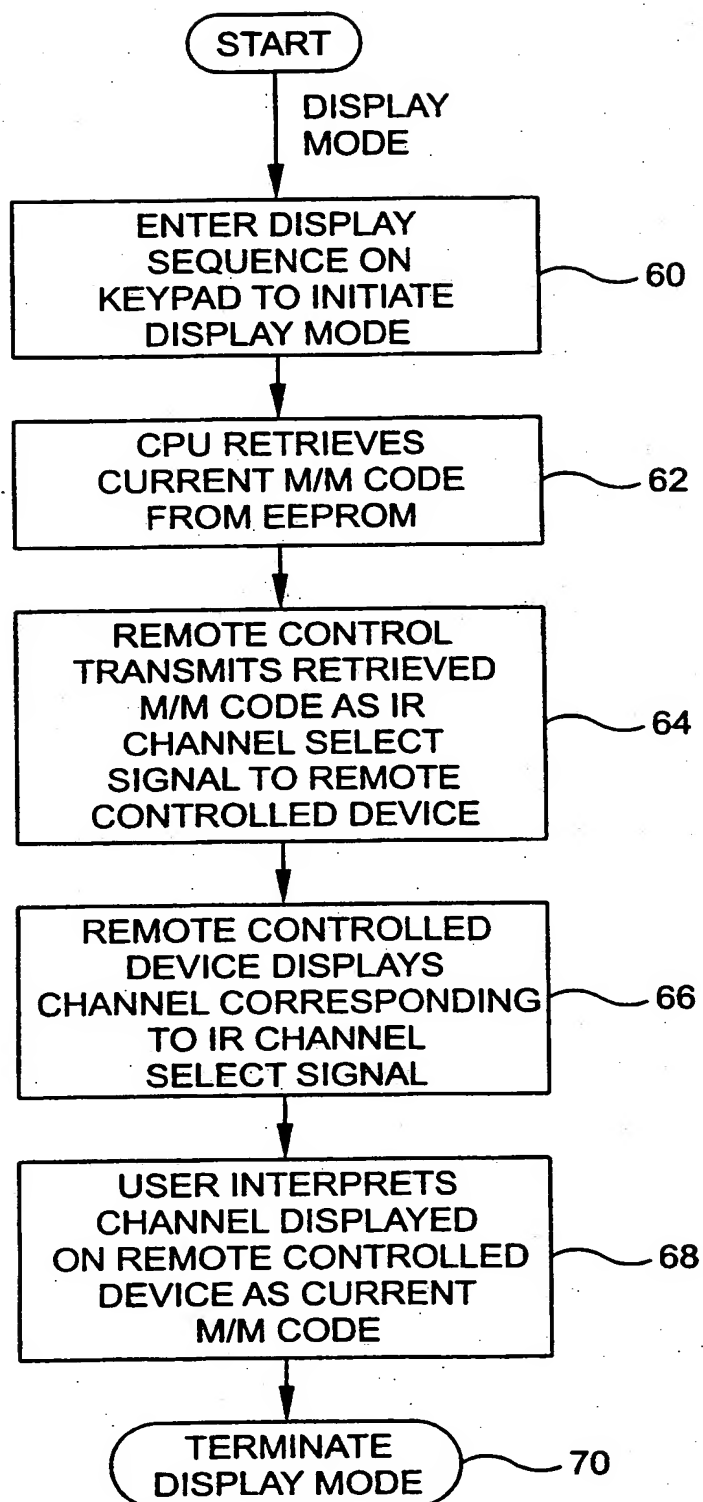 START
DISPLAY
MODE
ENTER DISPLAY
SEQUENCE ON
KEYPAD TO INITIATE
DISPLAY MODE
60
CPU RETRIEVES
CURRENT M/M CODE
FROM EEPROM
62
REMOTE CONTROL
TRANSMITS RETRIEVED
M/M CODE AS IR
CHANNEL SELECT
SIGNAL TO REMOTE
CONTROLLED DEVICE
64
REMOTE CONTROLLED
DEVICE DISPLAYS
CHANNEL CORRESPONDING
TO IR CHANNEL
SELECT SIGNAL
66
USER INTERPRETS
CHANNEL DISPLAYED
ON REMOTE CONTROLLED
DEVICE AS CURRENT
M/M CODE
68
TERMINATE
DISPLAY MODE
70